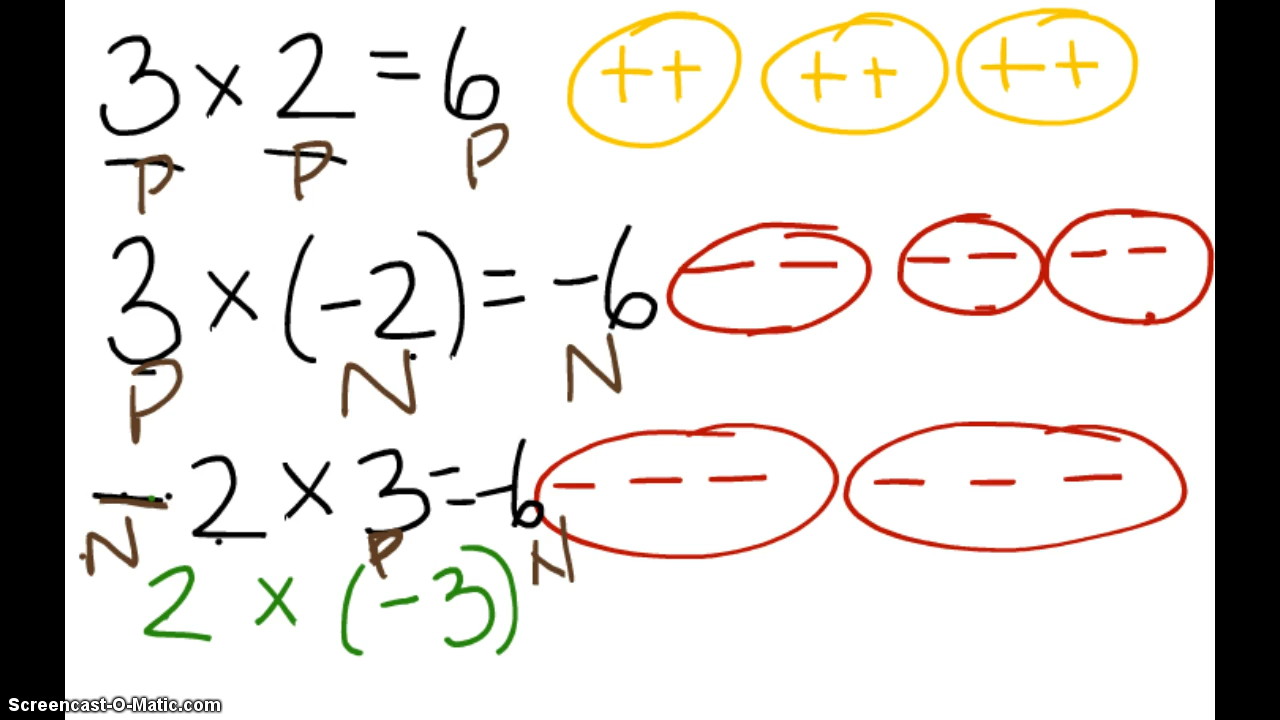 3 × 2 = 6 ++ ++ ++
P P P
3 × (-2) = -6 -- -- --
P N N
-2 × 3 = -6 --- ---
N P N
2 × (-3)
Screencast-O-Matic.com